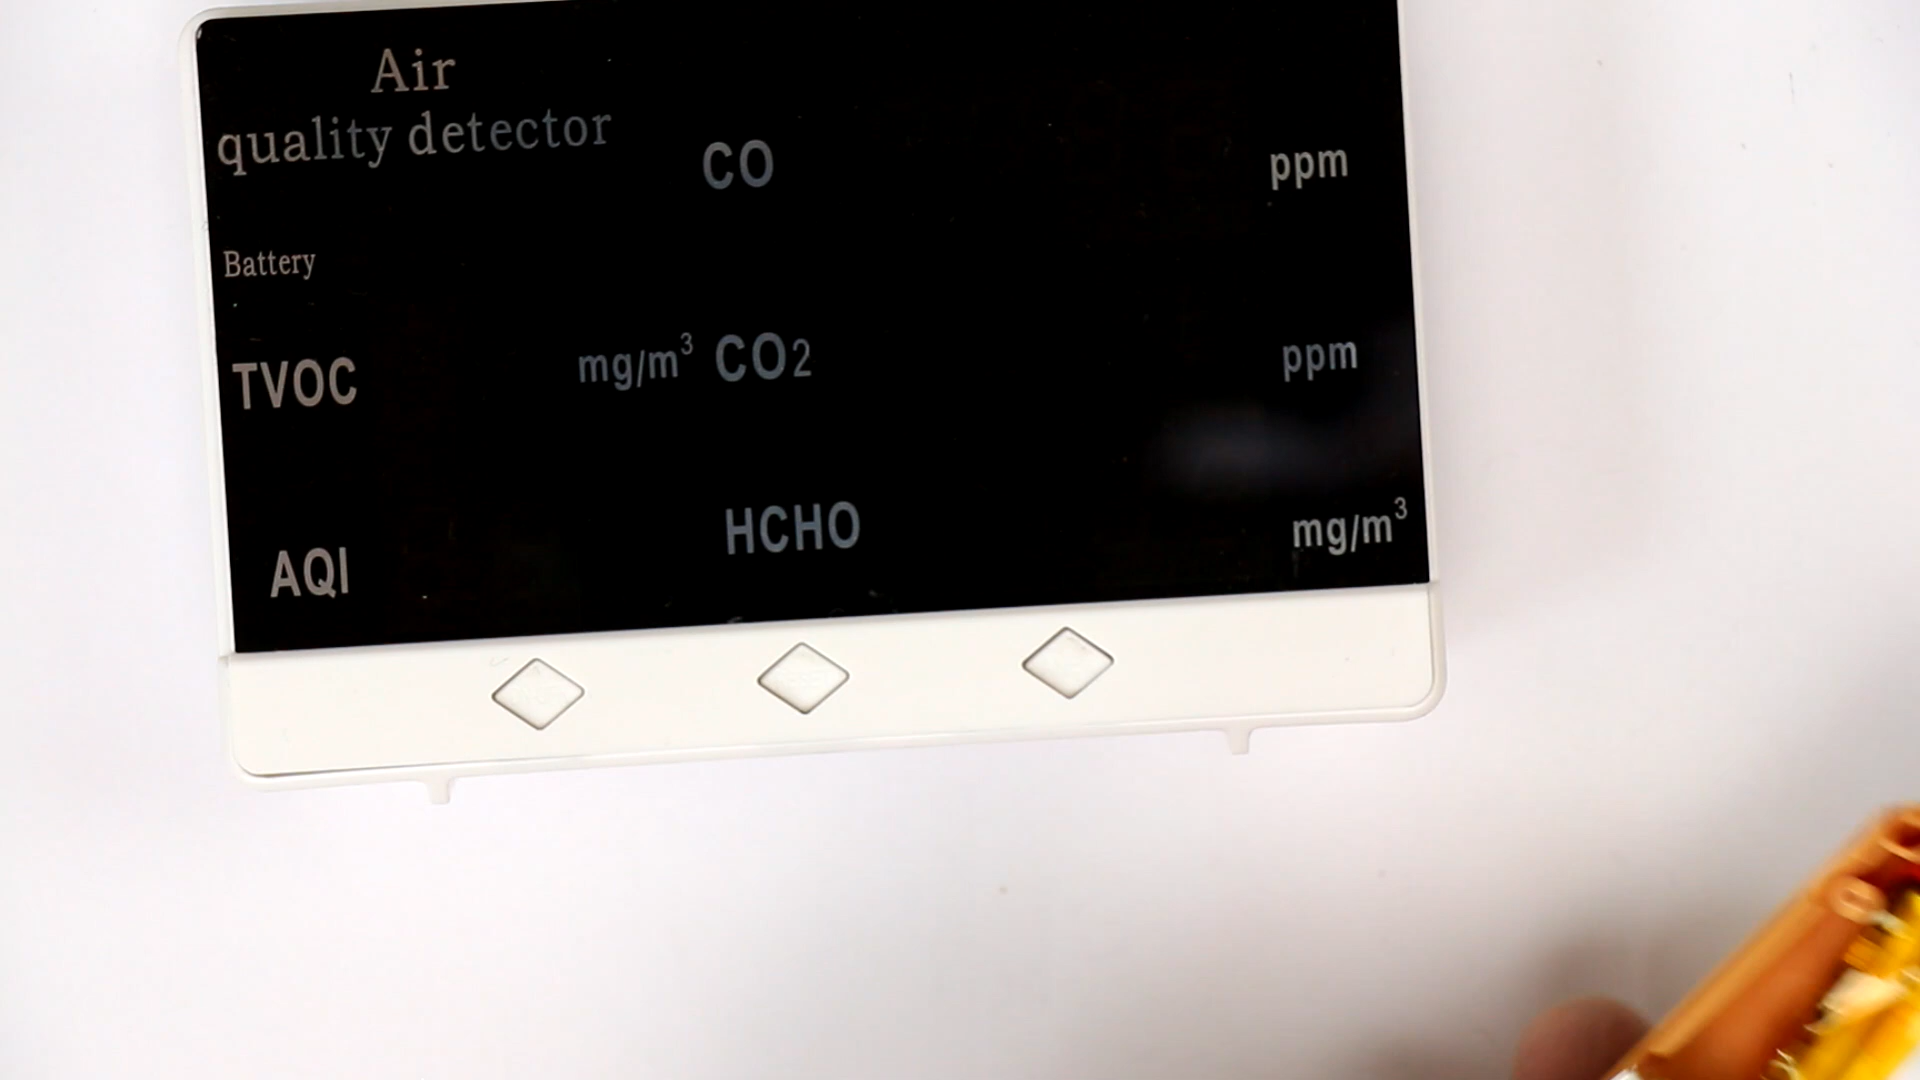 Air
quality detector
CO ppm
Battery
TVOC mg/m³ CO2 ppm
AQI HCHO mg/m³